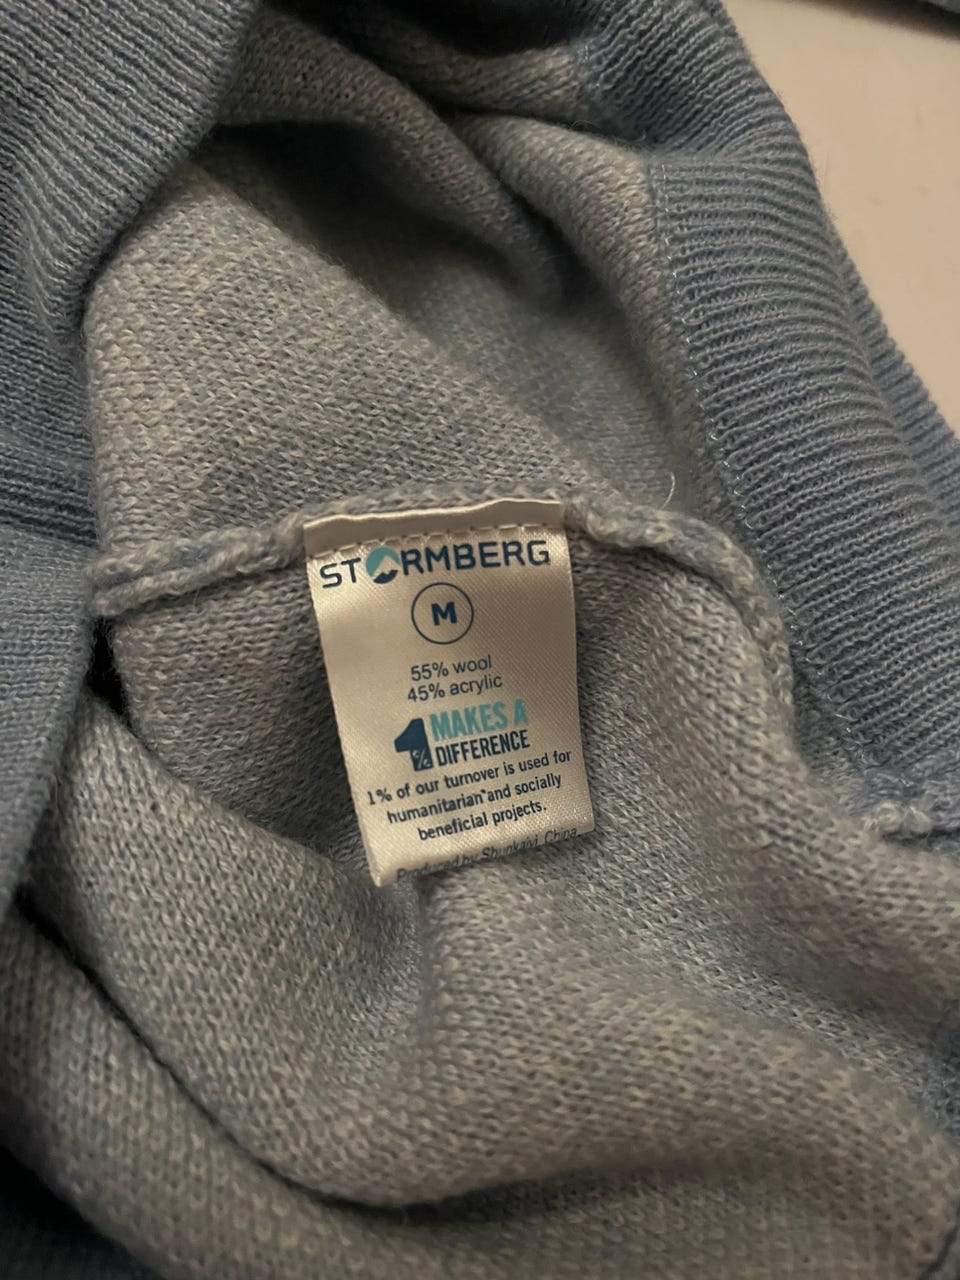 STORMBERG
M
55% wool
45% acrylic
1% MAKES A
DIFFERENCE
1% of our turnover is used for
humanitarian and socially
beneficial projects.
Produced by China